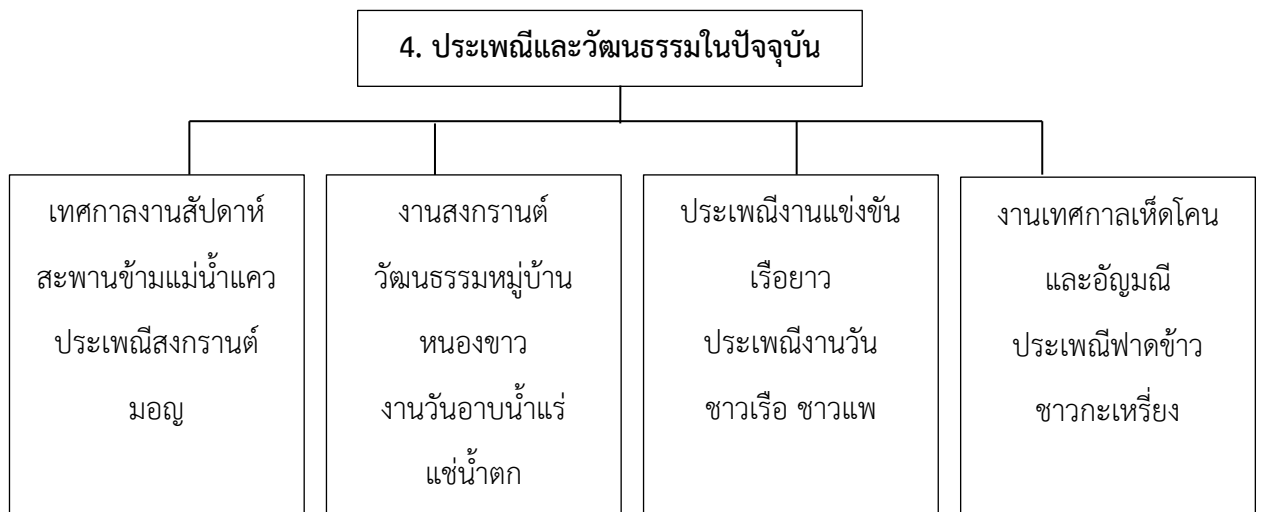 4. ประเพณีและวัฒนธรรมในปัจจุบัน
เทศกาลงานสัปดาห์
สะพานข้ามแม่น้ำแคว
ประเพณีสงกรานต์
มอญ
งานสงกรานต์
วัฒนธรรมหมู่บ้าน
หนองขาว
งานวันอาบน้ำแร่
แช่น้ำตก
ประเพณีงานแข่งขัน
เรือยาว
ประเพณีงานวัน
ชาวเรือ ชาวแพ
งานเทศกาลเห็ดโคน
และอัญมณี
ประเพณีฟาดข้าว
ชาวกะเหรี่ยง